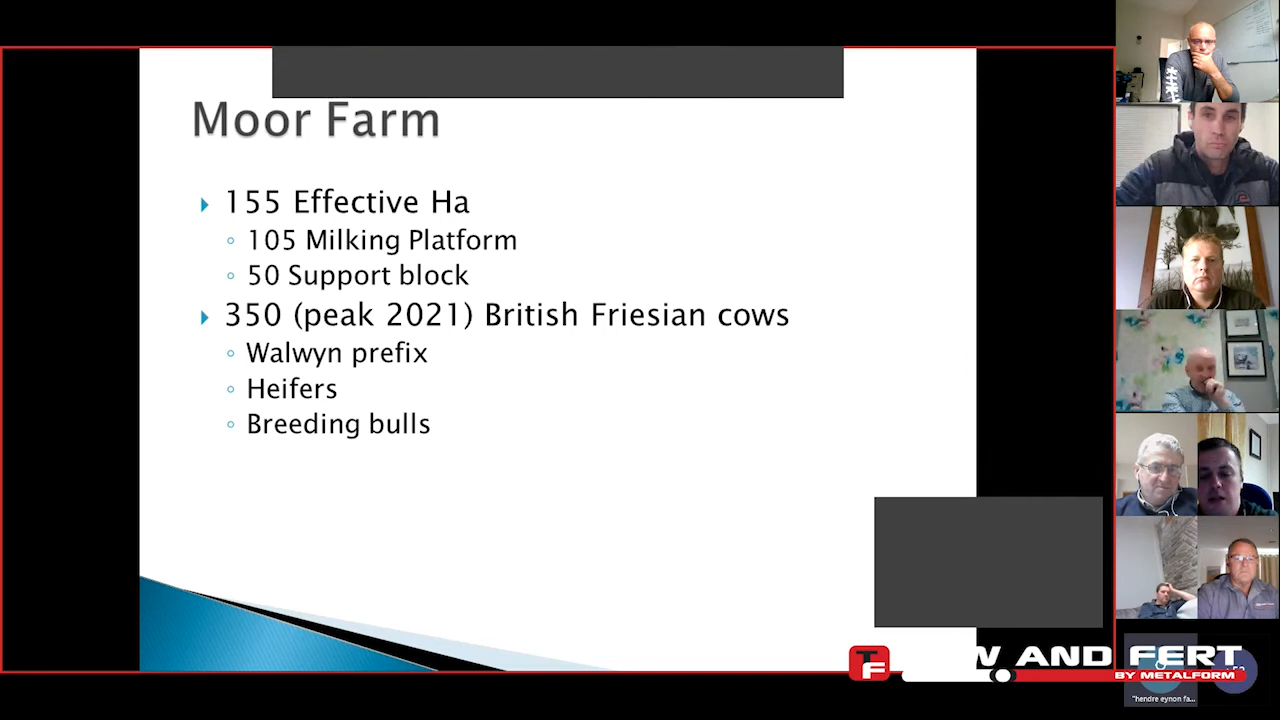 Moor Farm
155 Effective Ha
105 Milking Platform
50 Support block
350 (peak 2021) British Friesian cows
Walwyn prefix
Heifers
Breeding bulls
TF
AND FERT
BY METALFORM
"hendre eynon fa...